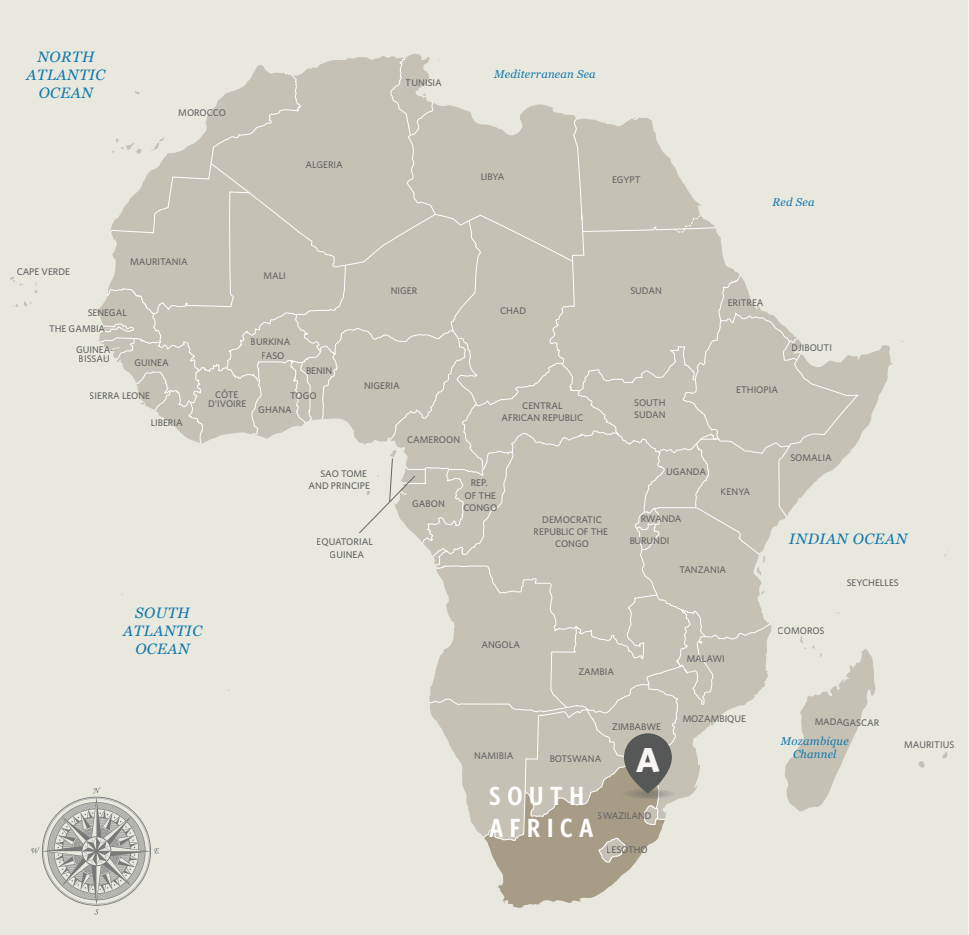 NORTH
ATLANTIC
OCEAN
Mediterranean Sea
TUNISIA
MOROCCO
ALGERIA
LIBYA
EGYPT
Red Sea
MAURITANIA
CAPE VERDE
MALI
NIGER
SUDAN
CHAD
ERITREA
SENEGAL
THE GAMBIA
BURKINA
FASO
DJIBOUTI
GUINEA-
BISSAU
GUINEA
BENIN
NIGERIA
ETHIOPIA
SIERRA LEONE
CÔTE
D'IVOIRE
TOGO
GHANA
CENTRAL
AFRICAN REPUBLIC
SOUTH
SUDAN
LIBERIA
CAMEROON
SOMALIA
SAO TOME
AND PRINCIPE
REP.
OF THE
CONGO
UGANDA
KENYA
GABON
DEMOCRATIC
REPUBLIC OF THE
CONGO
RWANDA
BURUNDI
EQUATORIAL
GUINEA
INDIAN OCEAN
TANZANIA
SEYCHELLES
SOUTH
ATLANTIC
OCEAN
COMOROS
ANGOLA
MALAWI
ZAMBIA
MOZAMBIQUE
MADAGASCAR
ZIMBABWE
Mozambique
Channel
MAURITIUS
NAMIBIA
BOTSWANA
A
SOUTH
AFRICA
SWAZILAND
LESOTHO
N
W
E
S